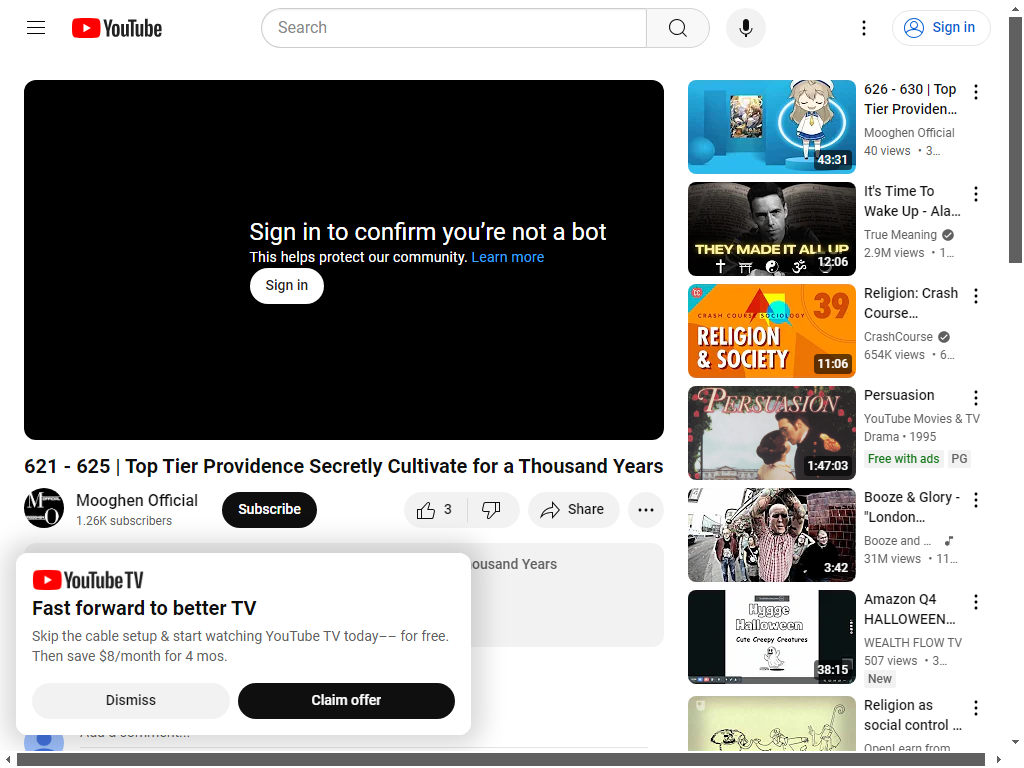 YouTube
Search
Sign in
Sign in to confirm you’re not a bot
This helps protect our community. Learn more
Sign in
621 - 625 | Top Tier Providence Secretly Cultivate for a Thousand Years
Mooghen Official
1.26K subscribers
Subscribe
3
Share
ousand Years
YouTube TV
Fast forward to better TV
Skip the cable setup & start watching YouTube TV today–– for free.
Then save $8/month for 4 mos.
Dismiss
Claim offer
Add a comment...
43:31
626 - 630 | Top
Tier Providen...
Mooghen Official
40 views • 3...
THEY MADE IT ALL UP
12:06
It's Time To
Wake Up - Ala...
True Meaning
2.9M views • 1...
CC
CRASH COURSE SOCIOLOGY
39
RELIGION
& SOCIETY
11:06
Religion: Crash
Course...
CrashCourse
654K views • 6...
PERSUASION
1:47:03
Persuasion
YouTube Movies & TV
Drama • 1995
Free with ads
PG
3:42
Booze & Glory -
"London...
Booze and ...
31M views • 11...
Hygge
Halloween
Cute Creepy Creatures
38:15
Amazon Q4
HALLOWEEN...
WEALTH FLOW TV
507 views • 3...
New
Religion as
social control ...
OpenLearn from